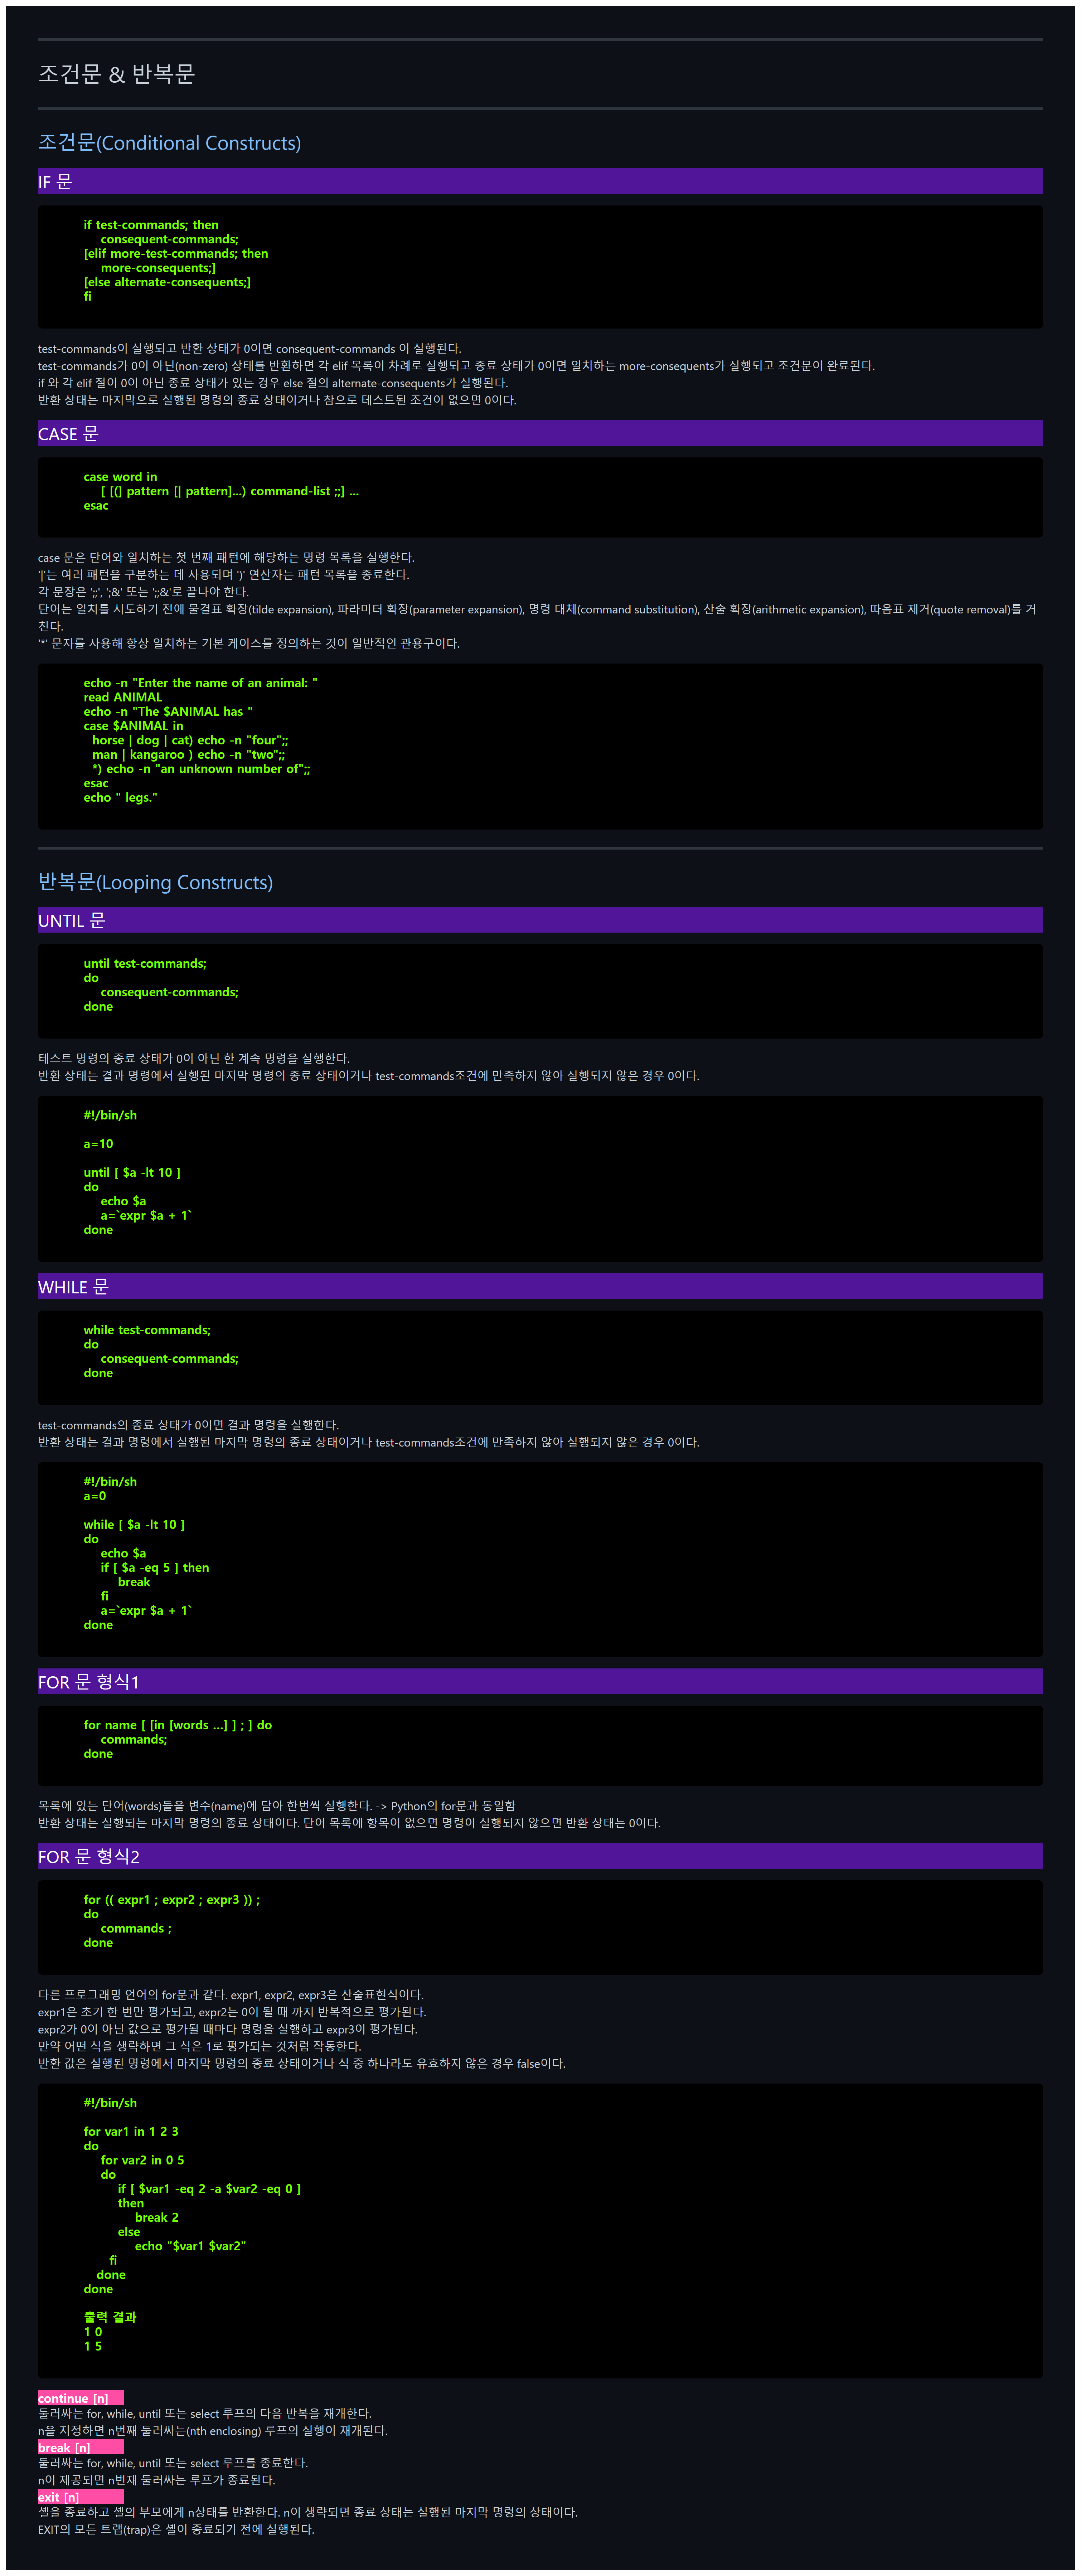 조건문 & 반복문
조건문(Conditional Constructs)
IF 문
if test-commands; then
consequent-commands;
[elif more-test-commands; then
more-consequents;]
[else alternate-consequents;]
fi
test-commands이 실행되고 반환 상태가 0이면 consequent-commands 이 실행된다.
test-commands가 0이 아닌(non-zero) 상태를 반환하면 각 elif 목록이 차례로 실행되고 종료 상태가 0이면 일치하는 more-consequents가 실행되고 조건문이 완료된다.
if 와 각 elif 절이 0이 아닌 종료 상태가 있는 경우 else 절의 alternate-consequents가 실행된다.
반환 상태는 마지막으로 실행된 명령의 종료 상태이거나 참으로 테스트된 조건이 없으면 0이다.
CASE 문
case word in
[ [(] pattern [| pattern]...) command-list ;;] ...
esac
case 문은 단어와 일치하는 첫 번째 패턴에 해당하는 명령 목록을 실행한다.
'|'는 여러 패턴을 구분하는 데 사용되며 ')' 연산자는 패턴 목록을 종료한다.
각 문장은 ';;', ';&' 또는 ';;&'로 끝나야 한다.
단어는 일치를 시도하기 전에 물결표 확장(tilde expansion), 파라미터 확장(parameter expansion), 명령 대체(command substitution), 산술 확장(arithmetic expansion), 따옴표 제거(quote removal)를 거
친다.
'*' 문자를 사용해 항상 일치하는 기본 케이스를 정의하는 것이 일반적인 관용구이다.
echo -n "Enter the name of an animal: "
read ANIMAL
echo -n "The $ANIMAL has "
case $ANIMAL in
horse | dog | cat) echo -n "four";;
man | kangaroo ) echo -n "two";;
*) echo -n "an unknown number of";;
esac
echo " legs."
반복문(Looping Constructs)
UNTIL 문
until test-commands;
do
consequent-commands;
done
테스트 명령의 종료 상태가 0이 아닌 한 계속 명령을 실행한다.
반환 상태는 결과 명령에서 실행된 마지막 명령의 종료 상태이거나 test-commands조건에 만족하지 않아 실행되지 않은 경우 0이다.
#!/bin/sh
a=10
until [ $a -lt 10 ]
do
echo $a
a=`expr $a + 1`
done
WHILE 문
while test-commands;
do
consequent-commands;
done
test-commands의 종료 상태가 0이면 결과 명령을 실행한다.
반환 상태는 결과 명령에서 실행된 마지막 명령의 종료 상태이거나 test-commands조건에 만족하지 않아 실행되지 않은 경우 0이다.
#!/bin/sh
a=0
while [ $a -lt 10 ]
do
echo $a
if [ $a -eq 5 ] then
break
fi
a=`expr $a + 1`
done
FOR 문 형식1
for name [ [in [words ...] ] ; ] do
commands;
done
목록에 있는 단어(words)들을 변수(name)에 담아 한번씩 실행한다. -> Python의 for문과 동일함
반환 상태는 실행되는 마지막 명령의 종료 상태이다. 단어 목록에 항목이 없으면 명령이 실행되지 않으면 반환 상태는 0이다.
FOR 문 형식2
for (( expr1 ; expr2 ; expr3 )) ;
do
commands ;
done
다른 프로그래밍 언어의 for문과 같다. expr1, expr2, expr3은 산술표현식이다.
expr1은 초기 한 번만 평가되고, expr2는 0이 될 때 까지 반복적으로 평가된다.
expr2가 0이 아닌 값으로 평가될 때마다 명령을 실행하고 expr3이 평가된다.
만약 어떤 식을 생략하면 그 식은 1로 평가되는 것처럼 작동한다.
반환 값은 실행된 명령에서 마지막 명령의 종료 상태이거나 식 중 하나라도 유효하지 않은 경우 false이다.
#!/bin/sh
for var1 in 1 2 3
do
for var2 in 0 5
do
if [ $var1 -eq 2 -a $var2 -eq 0 ]
then
break 2
else
echo "$var1 $var2"
fi
done
done
출력 결과
1 0
1 5
continue [n]
둘러싸는 for, while, until 또는 select 루프의 다음 반복을 재개한다.
n을 지정하면 n번째 둘러싸는(nth enclosing) 루프의 실행이 재개된다.
break [n]
둘러싸는 for, while, until 또는 select 루프를 종료한다.
n이 제공되면 n번재 둘러싸는 루프가 종료된다.
exit [n]
셸을 종료하고 셸의 부모에게 n상태를 반환한다. n이 생략되면 종료 상태는 실행된 마지막 명령의 상태이다.
EXIT의 모든 트랩(trap)은 셸이 종료되기 전에 실행된다.